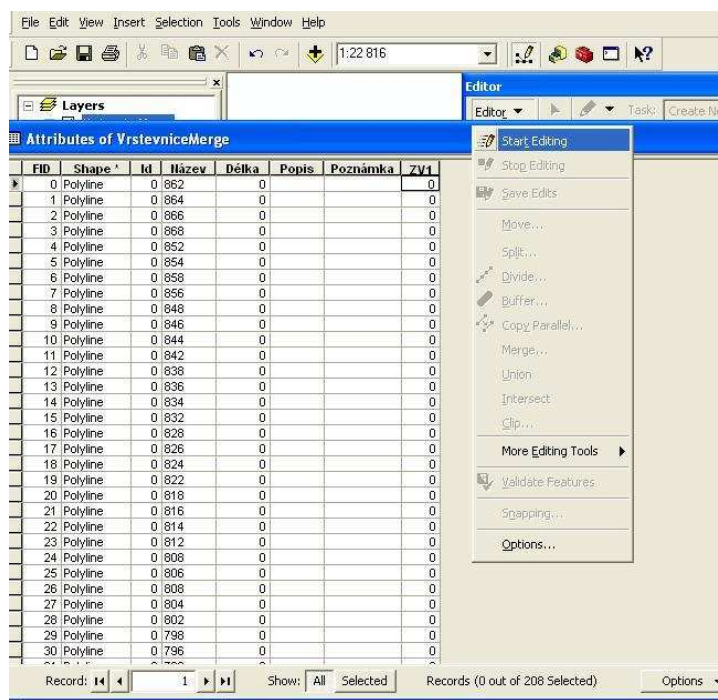 File Edit View Insert Selection Tools Window Help
1:22 816
Layers
Editor
Editor Task: Create N
Attributes of VrstevniceMerge
FID Shape * Id Název Délka Popis Poznámka ZV1
0 Polyline 0 862 0 0
1 Polyline 0 864 0 0
2 Polyline 0 866 0 0
3 Polyline 0 868 0 0
4 Polyline 0 852 0 0
5 Polyline 0 854 0 0
6 Polyline 0 858 0 0
7 Polyline 0 856 0 0
8 Polyline 0 848 0 0
9 Polyline 0 846 0 0
10 Polyline 0 844 0 0
11 Polyline 0 842 0 0
12 Polyline 0 838 0 0
13 Polyline 0 836 0 0
14 Polyline 0 834 0 0
15 Polyline 0 832 0 0
16 Polyline 0 828 0 0
17 Polyline 0 826 0 0
18 Polyline 0 824 0 0
19 Polyline 0 822 0 0
20 Polyline 0 818 0 0
21 Polyline 0 816 0 0
22 Polyline 0 814 0 0
23 Polyline 0 812 0 0
24 Polyline 0 808 0 0
25 Polyline 0 806 0 0
26 Polyline 0 808 0 0
27 Polyline 0 804 0 0
28 Polyline 0 802 0 0
29 Polyline 0 798 0 0
30 Polyline 0 796 0 0
Start Editing
Stop Editing
Save Edits
Move...
Split...
Divide...
Buffer...
Copy Parallel...
Merge...
Union
Intersect
Clip...
More Editing Tools
Validate Features
Snapping...
Options...
Record: 1 Show: All Selected Records (0 out of 208 Selected) Options